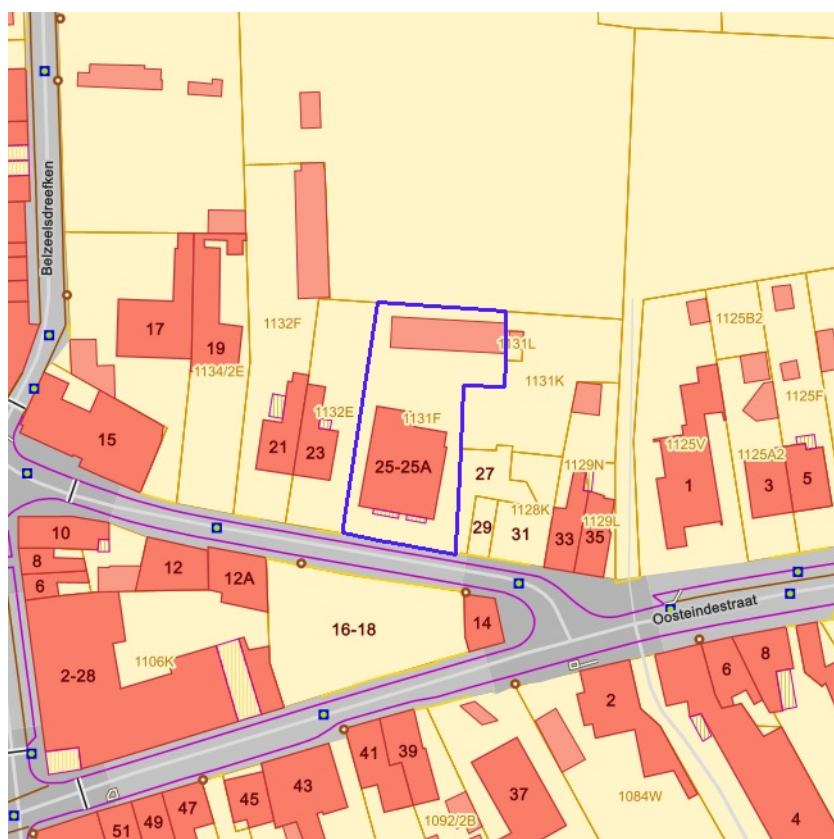 Belzeelsdreefken
17
19
1132F
1134/2E
1132E
21
23
15
1131L
1131K
1131F
25-25A
27
29
31
1128K
1129N
1129L
33
35
1125B2
1125F
1125V
1125A2
1
3
5
10
8
6
12
12A
16-18
14
Oosteindestraat
1106K
2-28
2
6
8
41
39
43
45
47
49
51
37
1092/2B
1084W
4